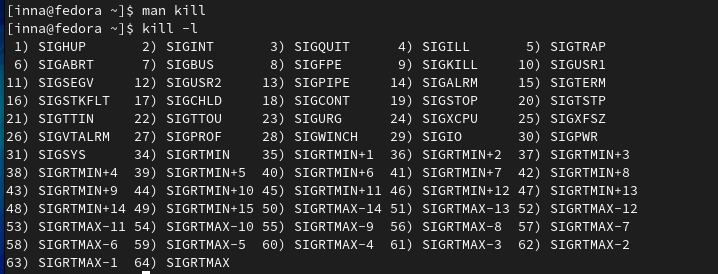 [inna@fedora ~]$ man kill
[inna@fedora ~]$ kill -l
 1) SIGHUP       2) SIGINT       3) SIGQUIT      4) SIGILL       5) SIGTRAP
 6) SIGABRT      7) SIGBUS       8) SIGFPE       9) SIGKILL     10) SIGUSR1
11) SIGSEGV     12) SIGUSR2     13) SIGPIPE     14) SIGALRM     15) SIGTERM
16) SIGSTKFLT   17) SIGCHLD     18) SIGCONT     19) SIGSTOP     20) SIGTSTP
21) SIGTTIN     22) SIGTTOU     23) SIGURG      24) SIGXCPU     25) SIGXFSZ
26) SIGVTALRM   27) SIGPROF     28) SIGWINCH    29) SIGIO       30) SIGPWR
31) SIGSYS      34) SIGRTMIN    35) SIGRTMIN+1  36) SIGRTMIN+2  37) SIGRTMIN+3
38) SIGRTMIN+4  39) SIGRTMIN+5  40) SIGRTMIN+6  41) SIGRTMIN+7  42) SIGRTMIN+8
43) SIGRTMIN+9  44) SIGRTMIN+10 45) SIGRTMIN+11 46) SIGRTMIN+12 47) SIGRTMIN+13
48) SIGRTMIN+14 49) SIGRTMIN+15 50) SIGRTMAX-14 51) SIGRTMAX-13 52) SIGRTMAX-12
53) SIGRTMAX-11 54) SIGRTMAX-10 55) SIGRTMAX-9  56) SIGRTMAX-8  57) SIGRTMAX-7
58) SIGRTMAX-6  59) SIGRTMAX-5  60) SIGRTMAX-4  61) SIGRTMAX-3  62) SIGRTMAX-2
63) SIGRTMAX-1  64) SIGRTMAX